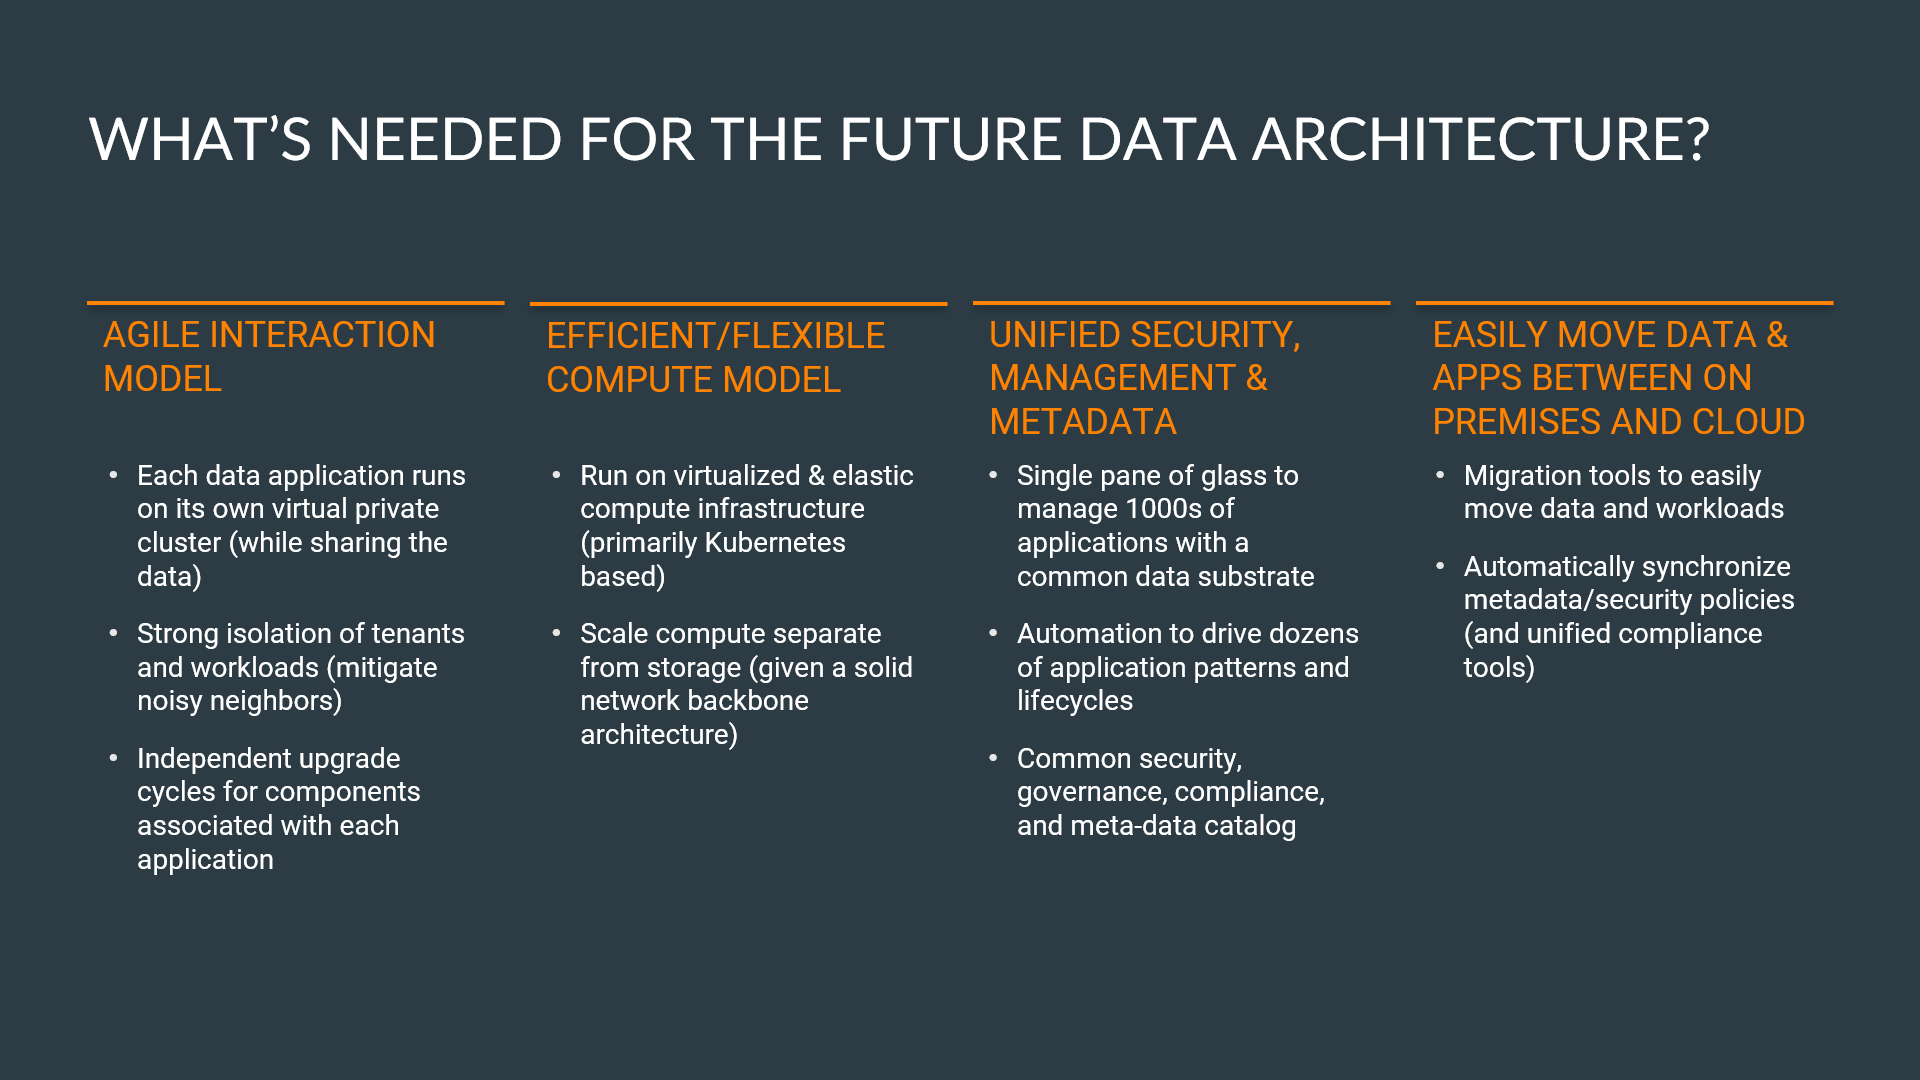 WHAT’S NEEDED FOR THE FUTURE DATA ARCHITECTURE?
AGILE INTERACTION
MODEL
• Each data application runs
on its own virtual private
cluster (while sharing the
data)
• Strong isolation of tenants
and workloads (mitigate
noisy neighbors)
• Independent upgrade
cycles for components
associated with each
application
EFFICIENT/FLEXIBLE
COMPUTE MODEL
• Run on virtualized & elastic
compute infrastructure
(primarily Kubernetes
based)
• Scale compute separate
from storage (given a solid
network backbone
architecture)
UNIFIED SECURITY,
MANAGEMENT &
METADATA
• Single pane of glass to
manage 1000s of
applications with a
common data substrate
• Automation to drive dozens
of application patterns and
lifecycles
• Common security,
governance, compliance,
and meta-data catalog
EASILY MOVE DATA &
APPS BETWEEN ON
PREMISES AND CLOUD
• Migration tools to easily
move data and workloads
• Automatically synchronize
metadata/security policies
(and unified compliance
tools)